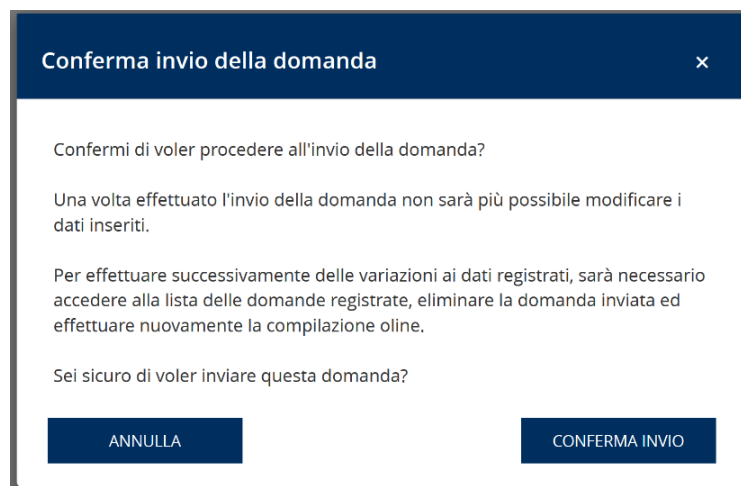 Conferma invio della domanda ×
Confermi di voler procedere all'invio della domanda?
Una volta effettuato l'invio della domanda non sarà più possibile modificare i
dati inseriti.
Per effettuare successivamente delle variazioni ai dati registrati, sarà necessario
accedere alla lista delle domande registrate, eliminare la domanda inviata ed
effettuare nuovamente la compilazione oline.
Sei sicuro di voler inviare questa domanda?
ANNULLA CONFERMA INVIO